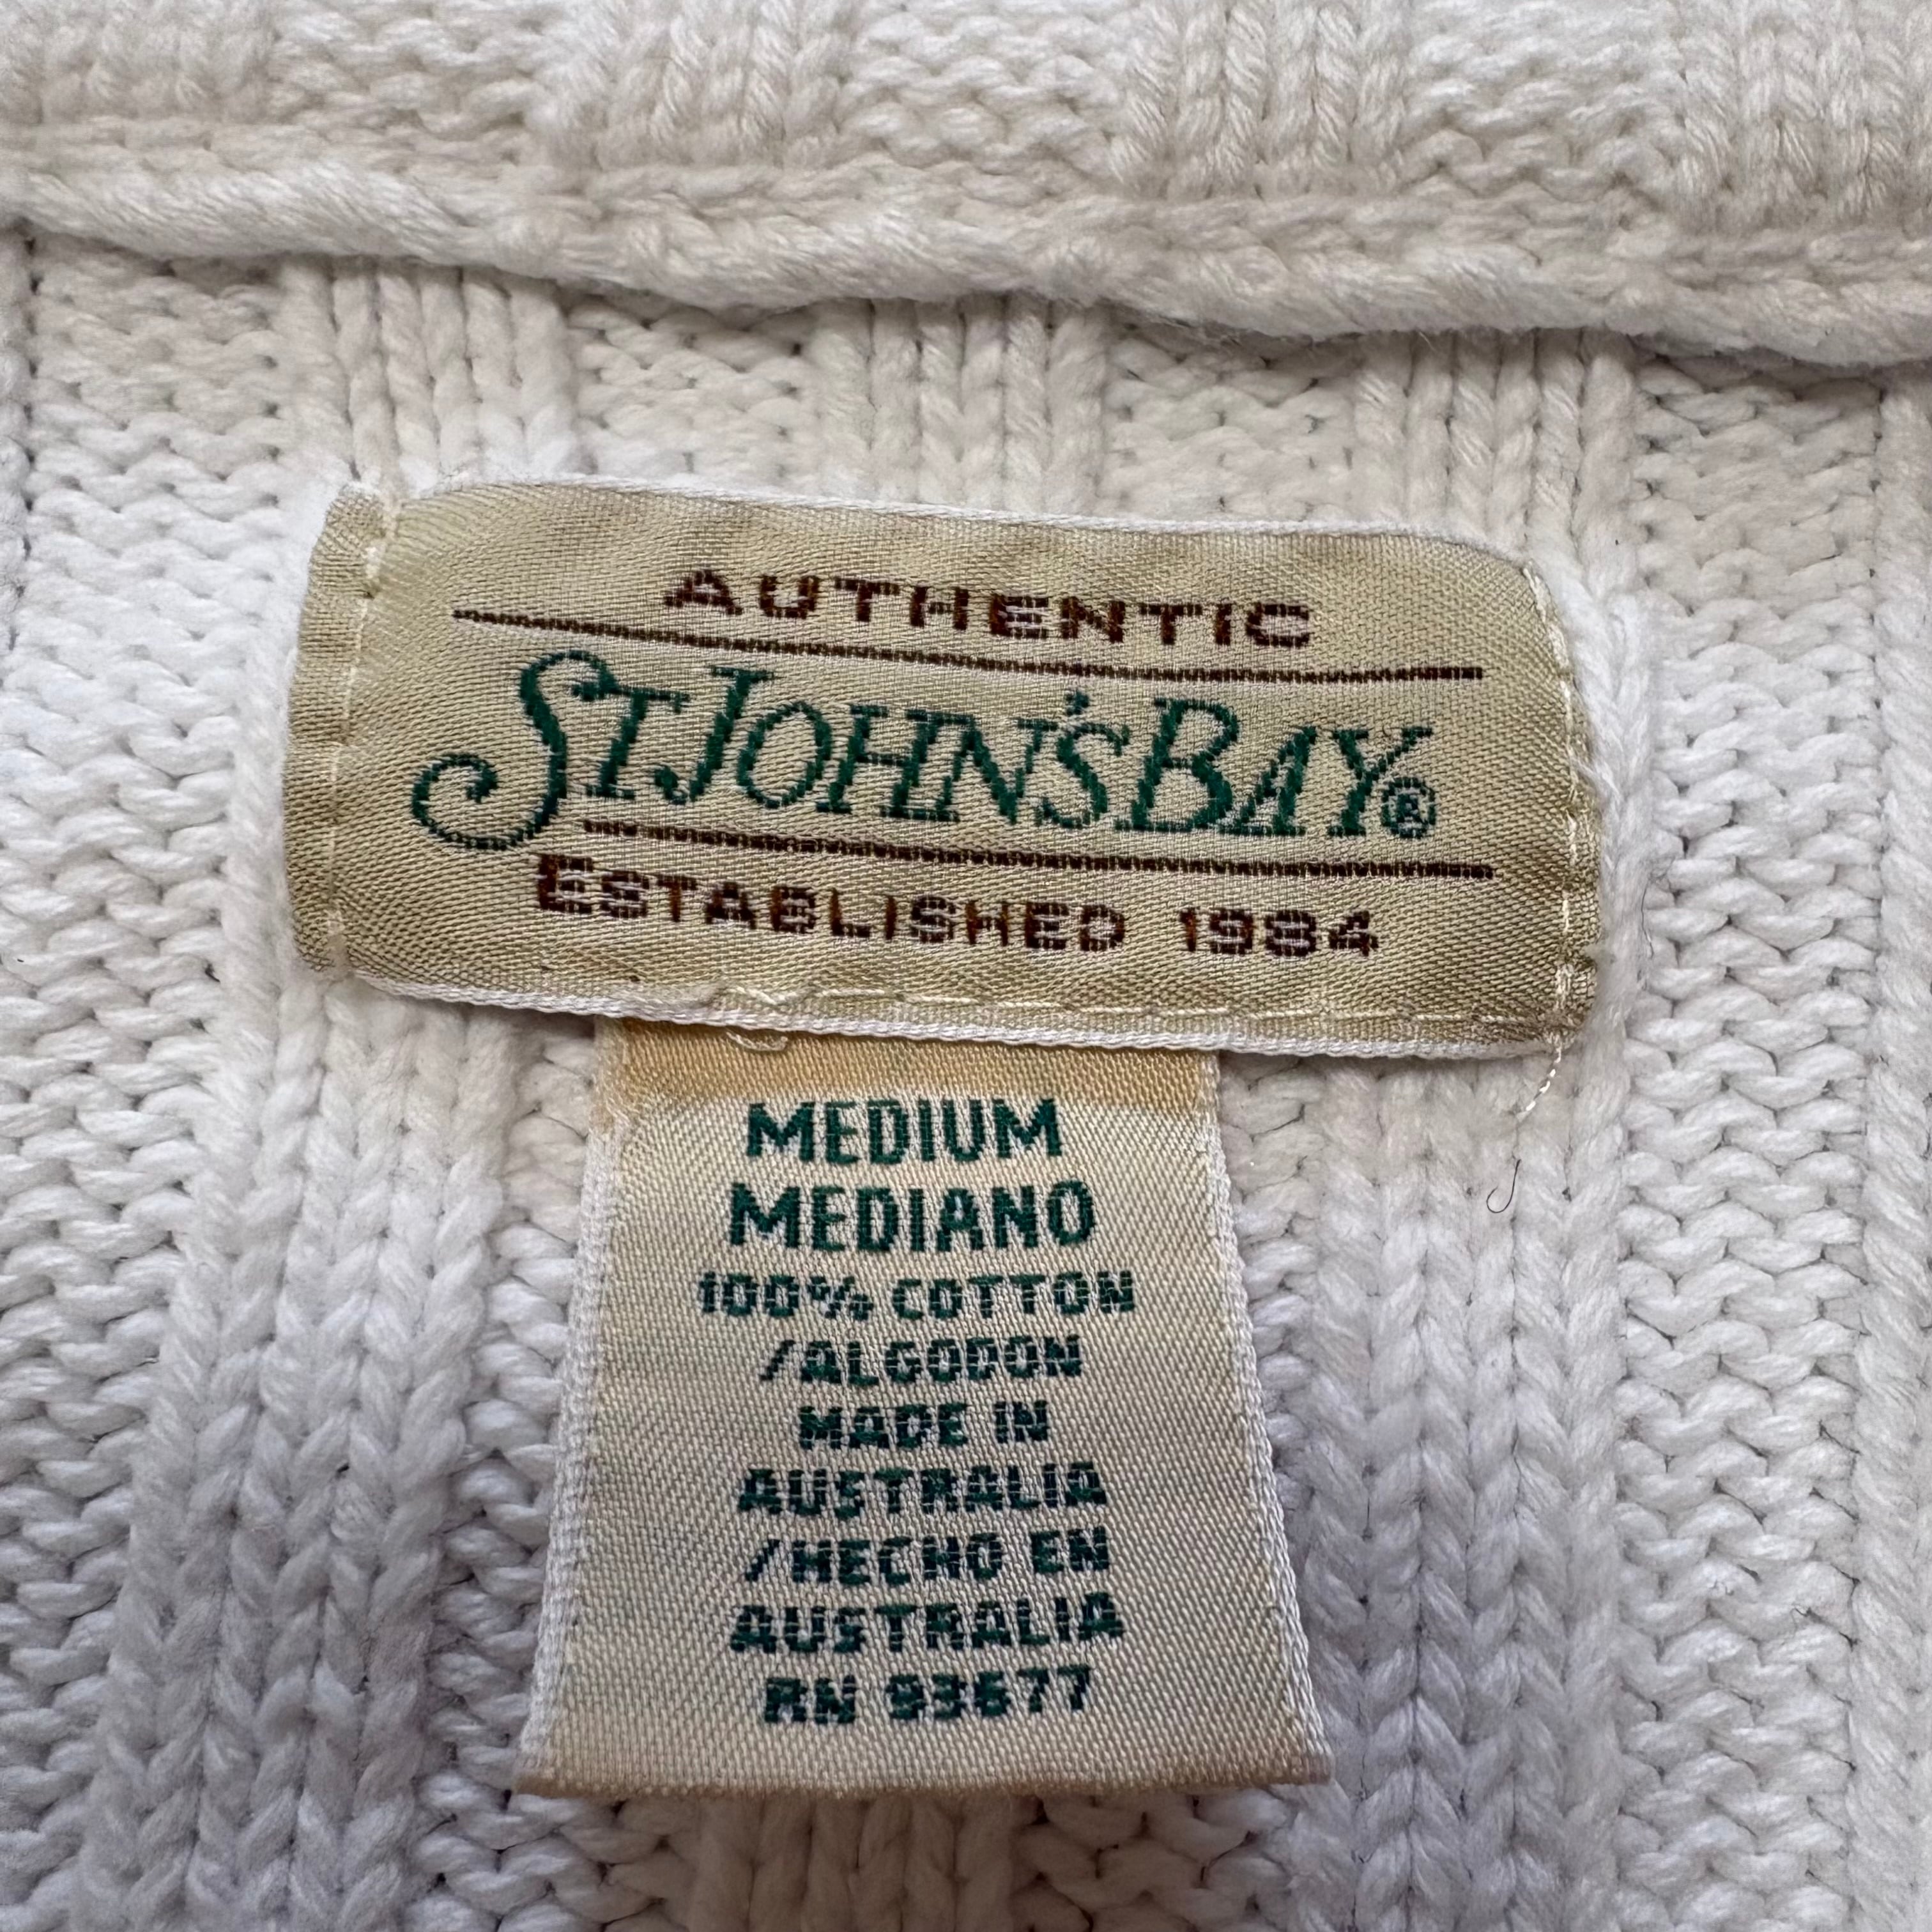 AUTHENTIC
ST JOHN'S BAY®
ESTABLISHED 1984
MEDIUM
MEDIANO
100% COTTON
/ALGODON
MADE IN
AUSTRALIA
/HECHO EN
AUSTRALIA
RN 93677